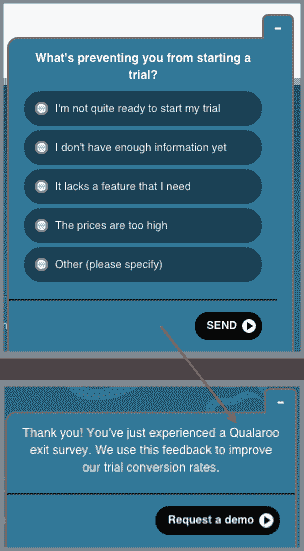 What's preventing you from starting a
trial?
I'm not quite ready to start my trial
I don't have enough information yet
It lacks a feature that I need
The prices are too high
Other (please specify)
SEND
Thank you! You've just experienced a Qualaroo
exit survey. We use this feedback to improve
our trial conversion rates.
Request a demo